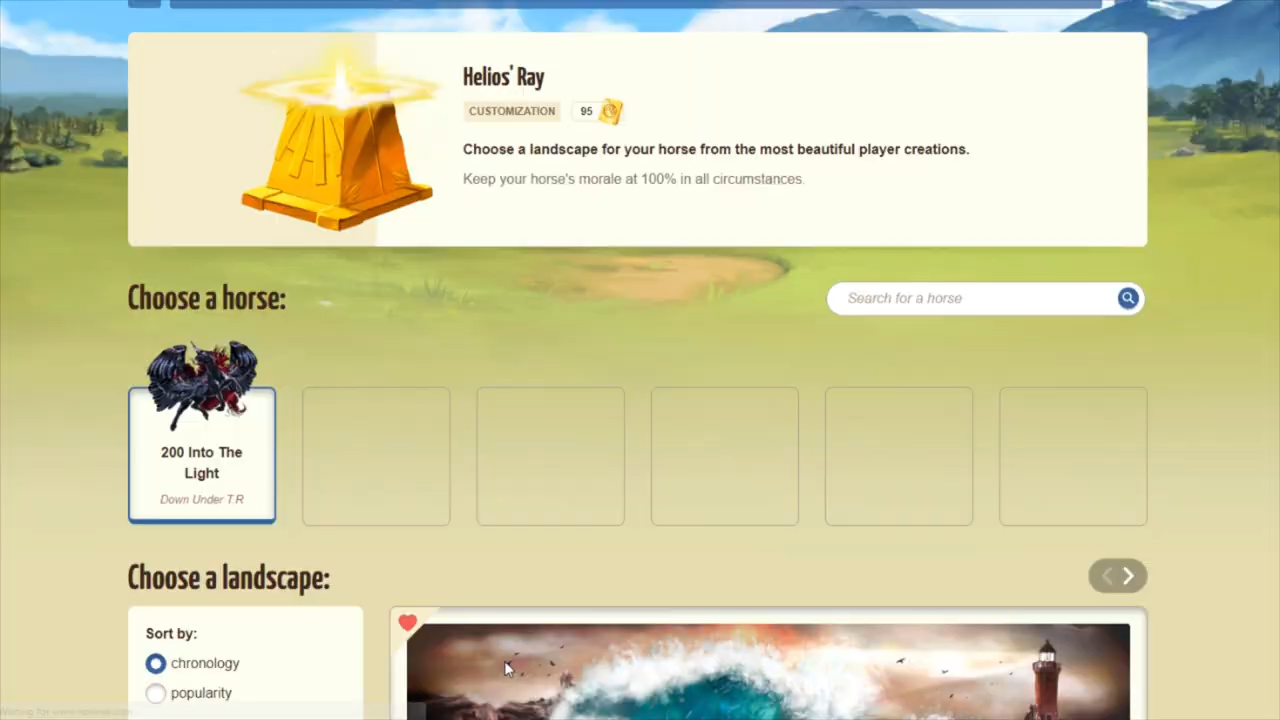 Helios' Ray
CUSTOMIZATION 95
Choose a landscape for your horse from the most beautiful player creations.
Keep your horse's morale at 100% in all circumstances.
Choose a horse:
Search for a horse
200 Into The
Light
Down Under T.R
Choose a landscape:
Sort by:
chronology
popularity